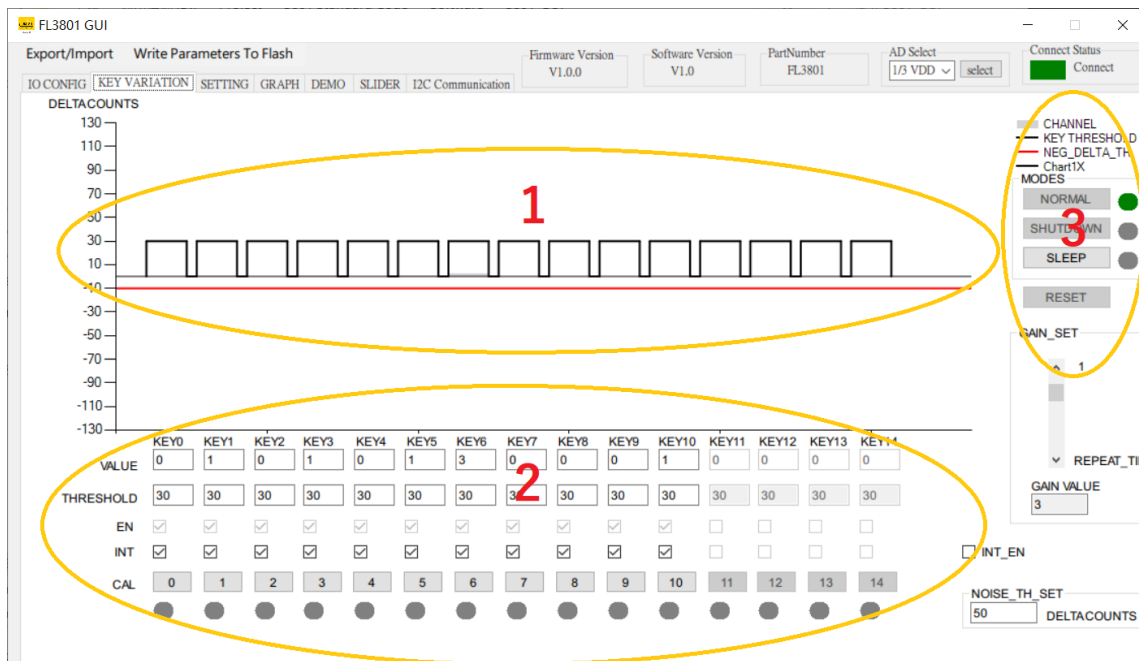 FL3801 GUI
Export/Import Write Parameters To Flash
Firmware Version
V1.0.0
Software Version
V1.0
PartNumber
FL3801
AD Select
1/3 VDD select
Connect Status
Connect
IO CONFIG KEY VARIATION SETTING GRAPH DEMO SLIDER I2C Communication
DELTACOUNTS
130
110
90
70
50
30
10
-10
-30
-50
-70
-90
-110
-130
1
CHANNEL
KEY THRESHOLD
NEG_DELTA_TH
Chart1X
MODES
NORMAL
SHUTDOWN
3
SLEEP
RESET
GAIN_SET
1
REPEAT_TI
GAIN VALUE
3
KEY0 KEY1 KEY2 KEY3 KEY4 KEY5 KEY6 KEY7 KEY8 KEY9 KEY10 KEY11 KEY12 KEY13 KEY14
VALUE 0 1 0 1 0 1 3 0 0 0 1 0 0 0 0
2
THRESHOLD 30 30 30 30 30 30 30 30 30 30 30 30 30 30 30
EN
INT
INT_EN
CAL 0 1 2 3 4 5 6 7 8 9 10 11 12 13 14
NOISE_TH_SET
50 DELTACOUNTS